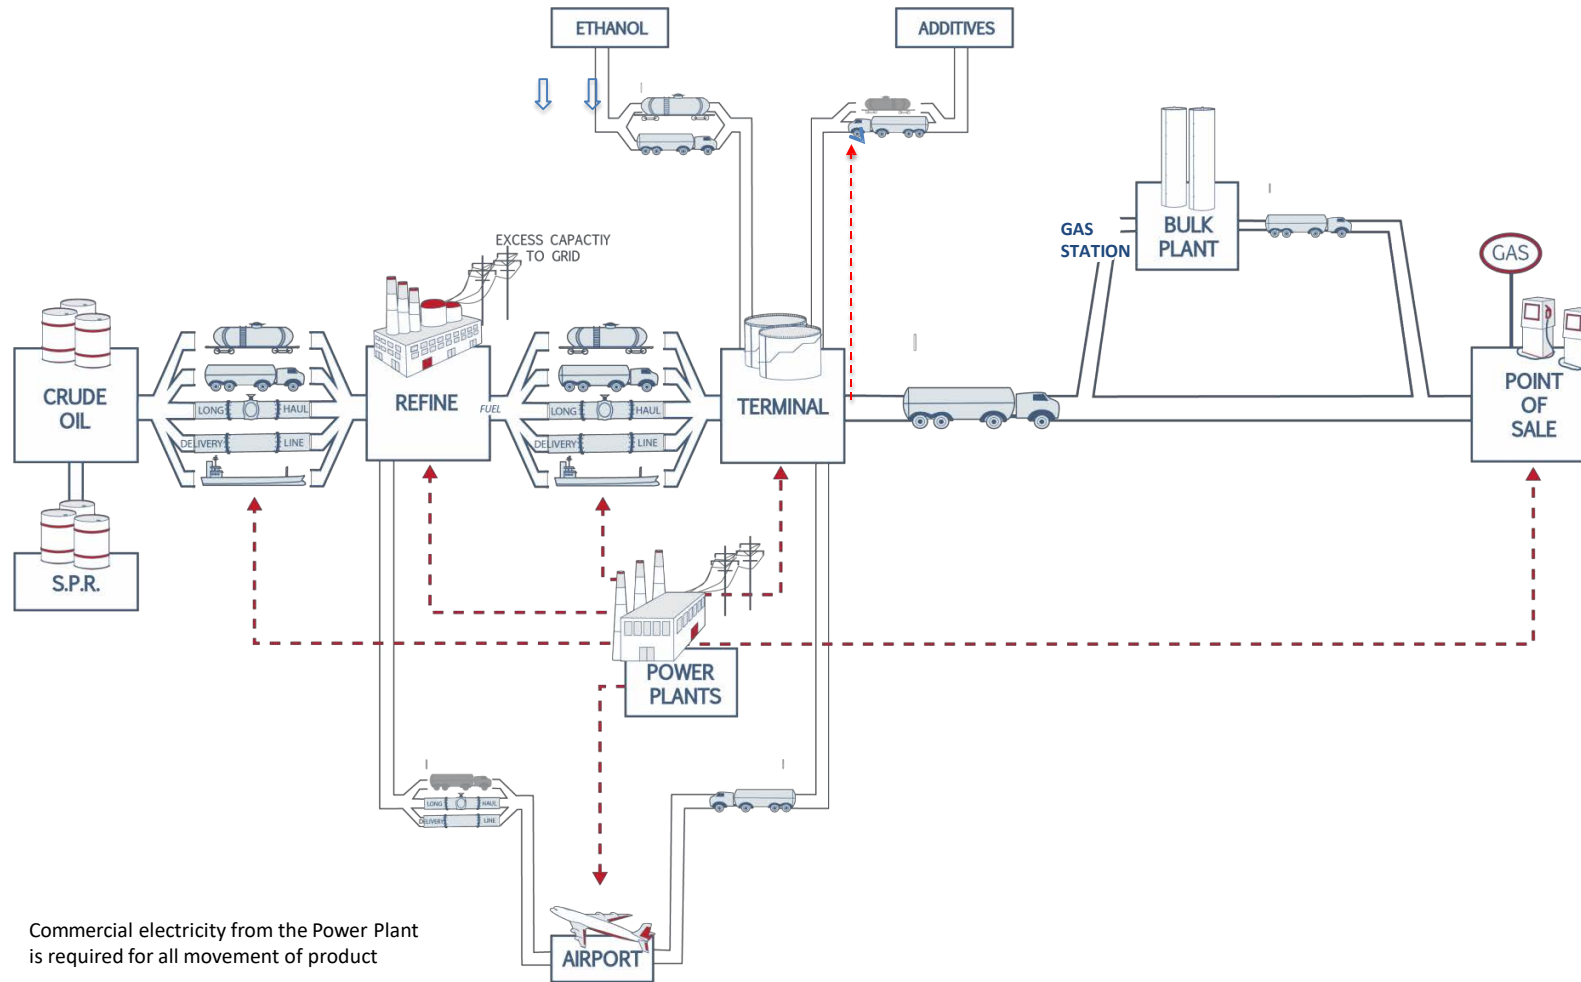 ETHANOL
ADDITIVES
EXCESS CAPACTIY
TO GRID
GAS
STATION
BULK
PLANT
GAS
CRUDE
OIL
LONG HAUL
DELIVERY LINE
REFINE
FUEL
LONG HAUL
DELIVERY LINE
TERMINAL
POINT
OF
SALE
S.P.R.
POWER
PLANTS
LONG HAUL
DELIVERY LINE
AIRPORT
Commercial electricity from the Power Plant
is required for all movement of product